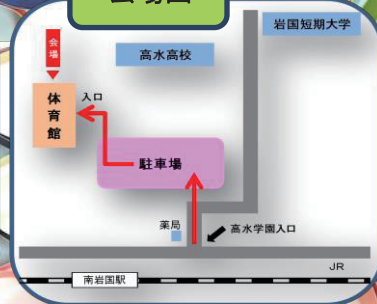 会場図
岩国短期大学
会場
高水高校
体育館
入口
駐車場
薬局
高水学園入口
JR
南岩国駅